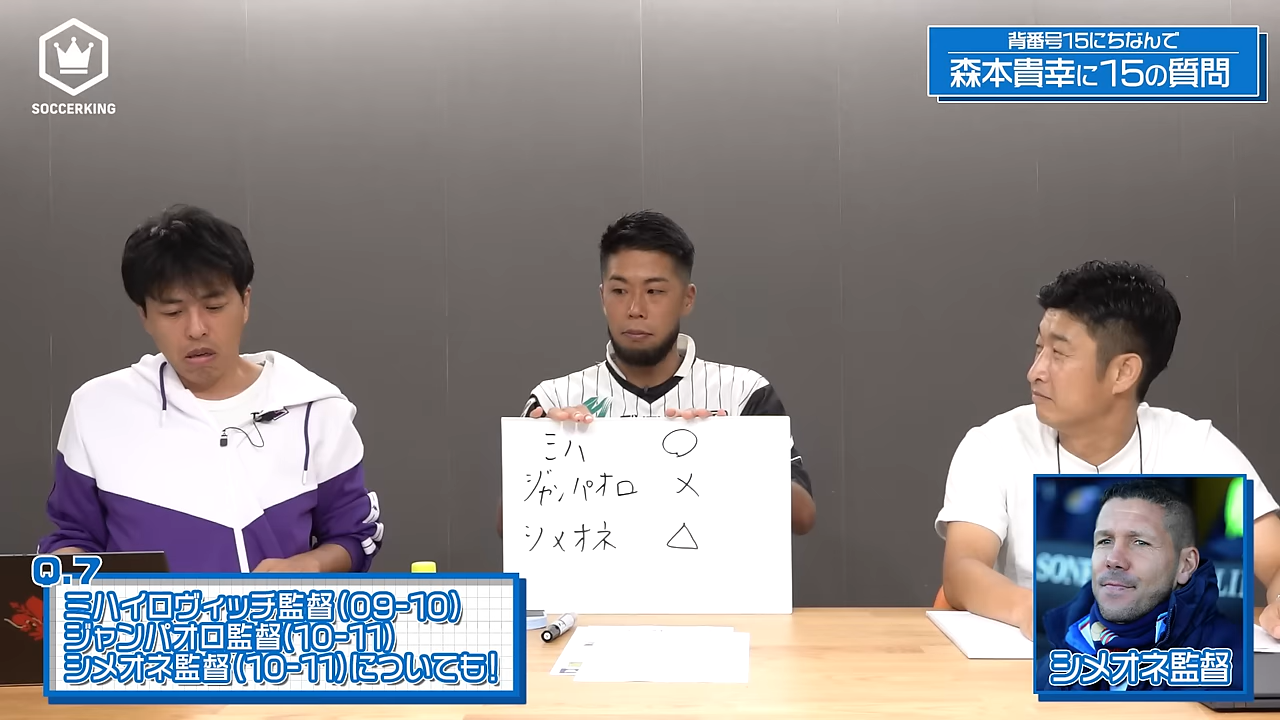 SOCCERKING
背番号15にちなんで
森本貴幸に15の質問
ミハ ○
ジャンパオロ ×
シメオネ △
Q.7
ミハイロヴィッチ監督(09-10)
ジャンパオロ監督(10-11)
シメオネ監督(10-11)についても!
シメオネ監督